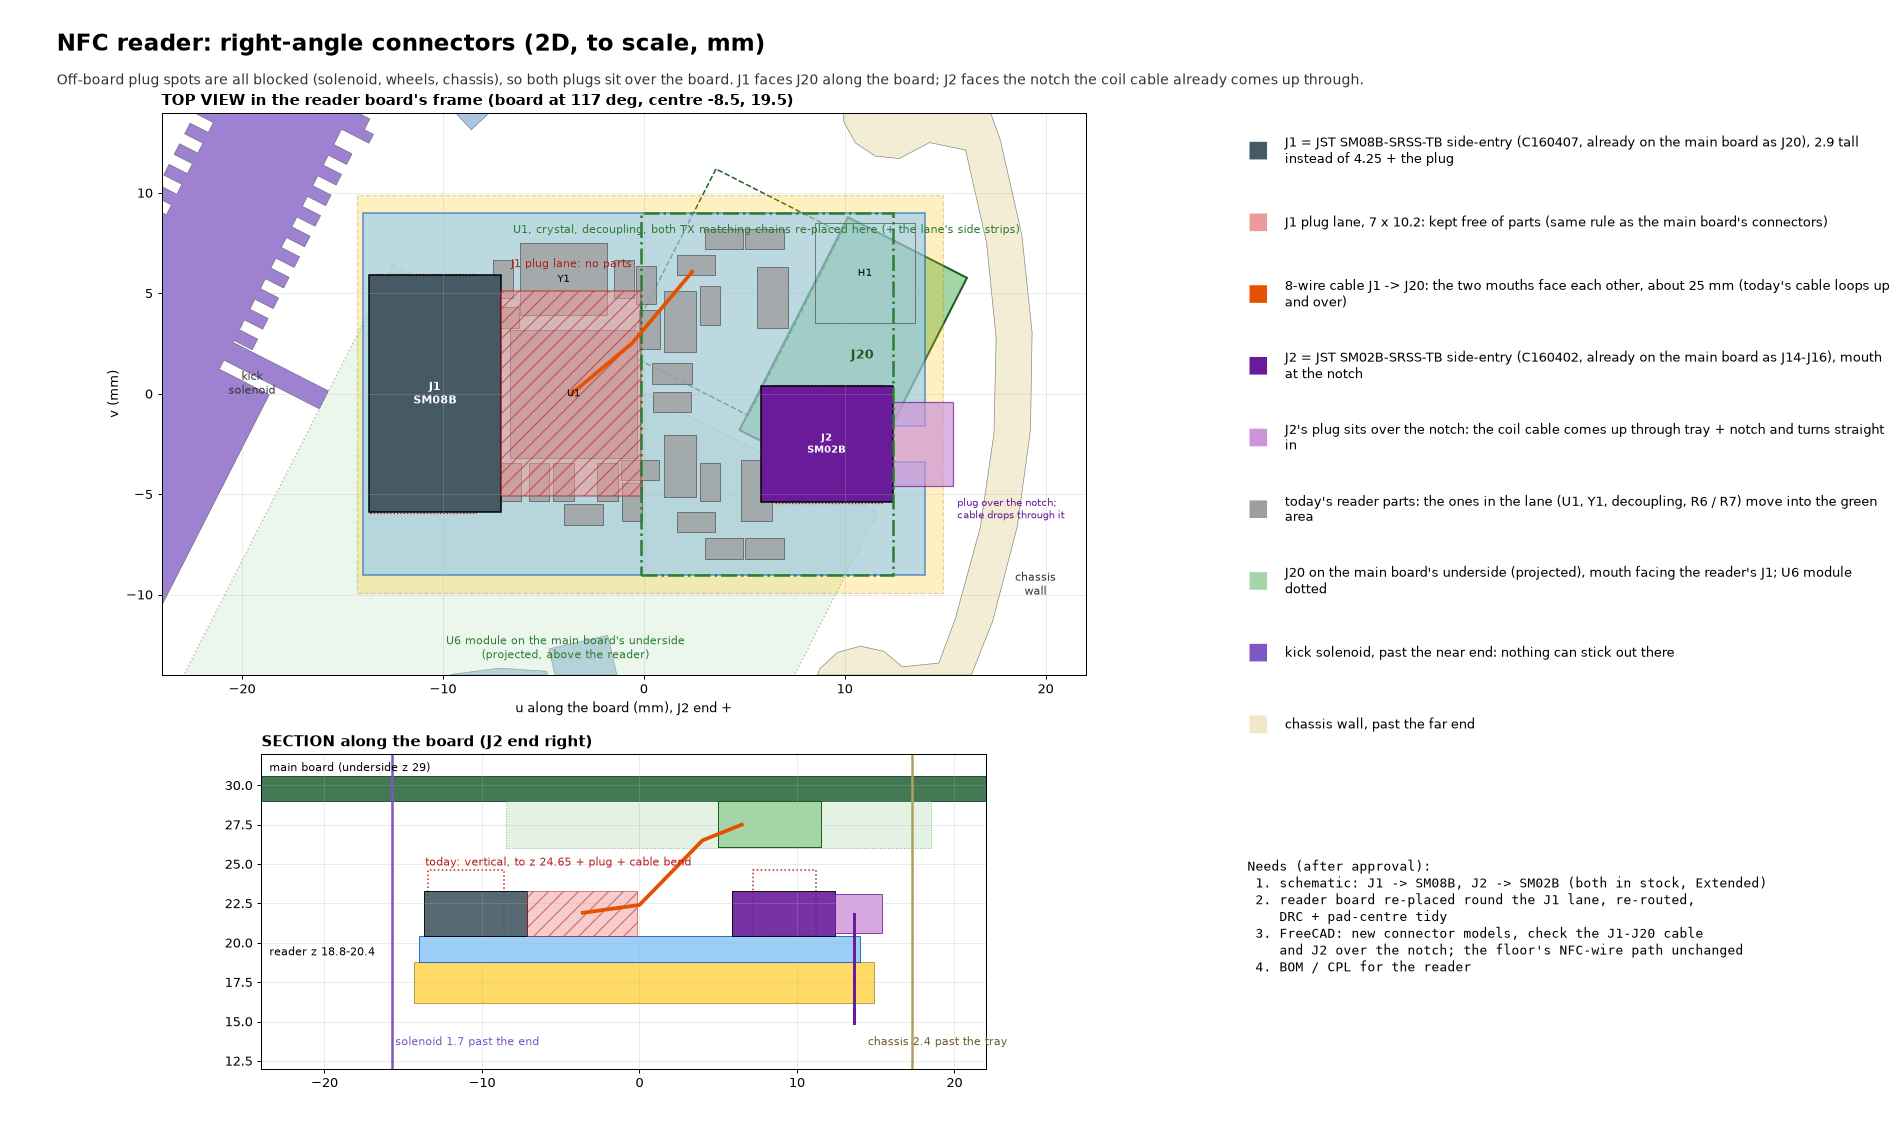 NFC reader: right-angle connectors (2D, to scale, mm)
Off-board plug spots are all blocked (solenoid, wheels, chassis), so both plugs sit over the board. J1 faces J20 along the board; J2 faces the notch the coil cable already comes up through.
TOP VIEW in the reader board's frame (board at 117 deg, centre -8.5, 19.5)
U1, crystal, decoupling, both TX matching chains re-placed here (+ the lane's side strips)
J1 plug lane: no parts
Y1
H1
J20
kick
solenoid
J1
SM08B
U1
J2
SM02B
plug over the notch;
cable drops through it
chassis
wall
U6 module on the main board's underside
(projected, above the reader)
10
5
0
−5
−10
v (mm)
−20
−10
0
10
20
u along the board (mm), J2 end +
SECTION along the board (J2 end right)
main board (underside z 29)
today: vertical, to z 24.65 + plug + cable bend
reader z 18.8-20.4
solenoid 1.7 past the end
chassis 2.4 past the tray
30.0
27.5
25.0
22.5
20.0
17.5
15.0
12.5
−20
−10
0
10
20
J1 = JST SM08B-SRSS-TB side-entry (C160407, already on the main board as J20), 2.9 tall
instead of 4.25 + the plug
J1 plug lane, 7 x 10.2: kept free of parts (same rule as the main board's connectors)
8-wire cable J1 -> J20: the two mouths face each other, about 25 mm (today's cable loops up
and over)
J2 = JST SM02B-SRSS-TB side-entry (C160402, already on the main board as J14-J16), mouth
at the notch
J2's plug sits over the notch: the coil cable comes up through tray + notch and turns straight
in
today's reader parts: the ones in the lane (U1, Y1, decoupling, R6 / R7) move into the green
area
J20 on the main board's underside (projected), mouth facing the reader's J1; U6 module
dotted
kick solenoid, past the near end: nothing can stick out there
chassis wall, past the far end
Needs (after approval):
1. schematic: J1 -> SM08B, J2 -> SM02B (both in stock, Extended)
2. reader board re-placed round the J1 lane, re-routed,
DRC + pad-centre tidy
3. FreeCAD: new connector models, check the J1-J20 cable
and J2 over the notch; the floor's NFC-wire path unchanged
4. BOM / CPL for the reader